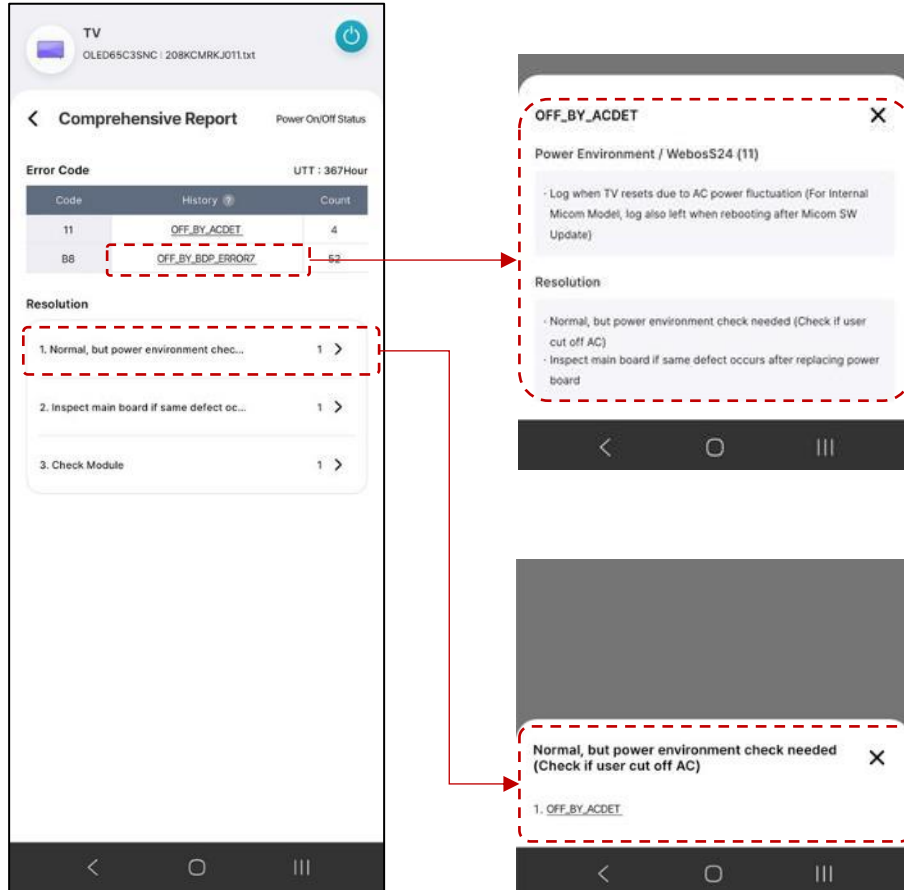 TV
OLED65C3SNC | 208KCMRKJ011.txt
Comprehensive Report
Power On/Off Status
Error Code
UTT : 367Hour
Code History ? Count
11 OFF_BY_ACDET 4
B8 OFF_BY_BDP_ERROR7 52
Resolution
1. Normal, but power environment chec... 1
2. Inspect main board if same defect oc... 1
3. Check Module 1
OFF_BY_ACDET
Power Environment / WebosS24 (11)
· Log when TV resets due to AC power fluctuation (For Internal
Micom Model, log also left when rebooting after Micom SW
Update)
Resolution
· Normal, but power environment check needed (Check if user
cut off AC)
· Inspect main board if same defect occurs after replacing power
board
Normal, but power environment check needed
(Check if user cut off AC)
1. OFF_BY_ACDET